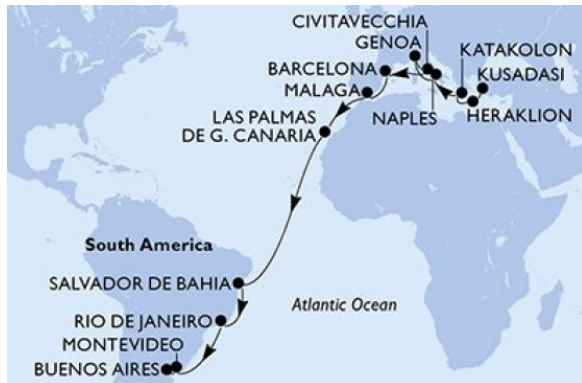 CIVITAVECCHIA
GENOA
KATAKOLON
BARCELONA
KUSADASI
MALAGA
HERAKLION
LAS PALMAS
DE G. CANARIA
NAPLES
South America
SALVADOR DE BAHIA
Atlantic Ocean
RIO DE JANEIRO
MONTEVIDEO
BUENOS AIRES